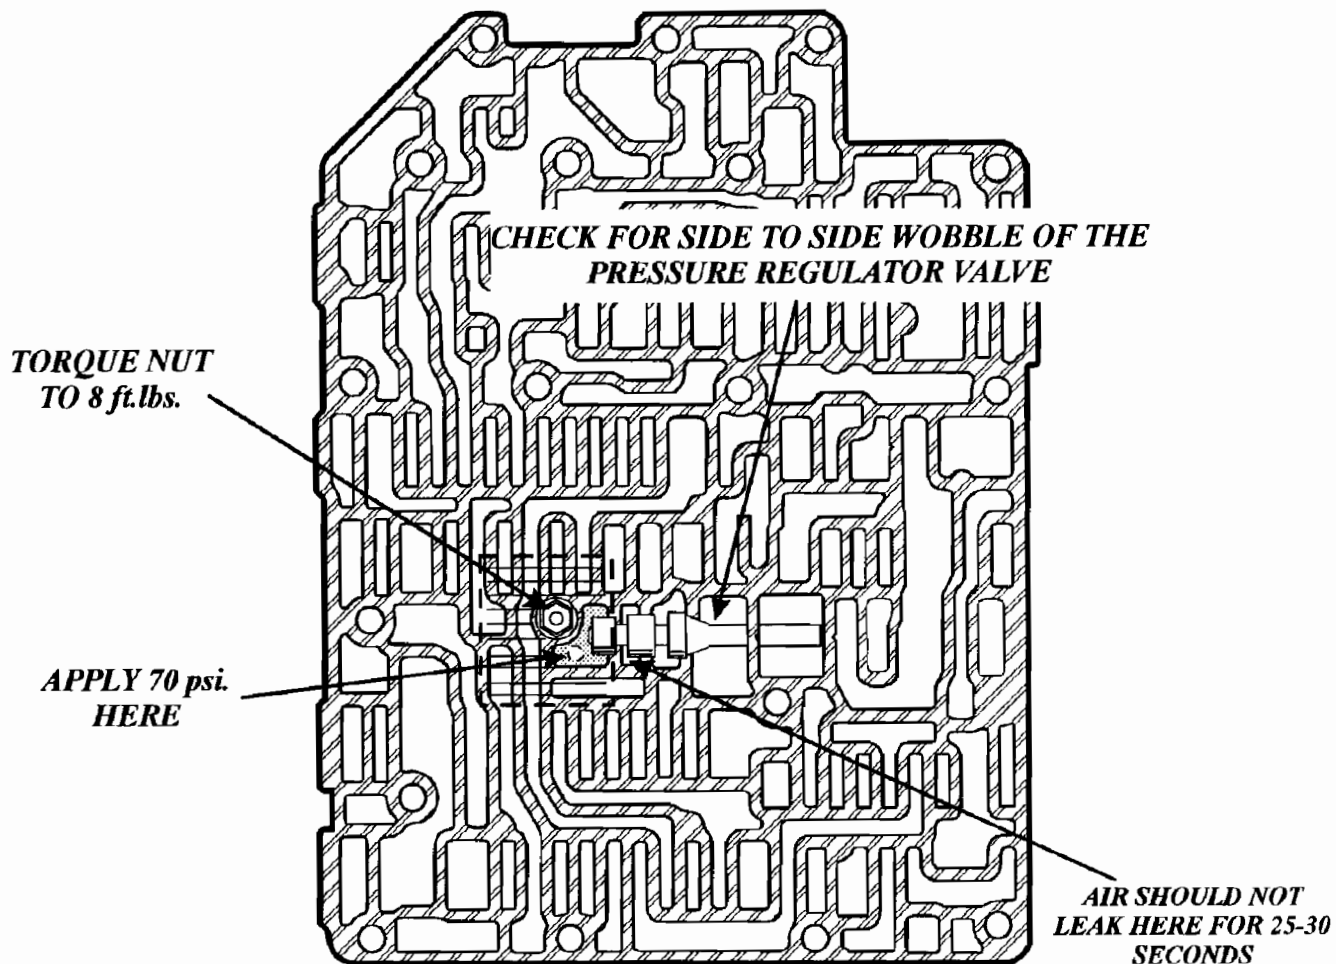 CHECK FOR SIDE TO SIDE WOBBLE OF THE
PRESSURE REGULATOR VALVE
TORQUE NUT
TO 8 ft.lbs.
APPLY 70 psi.
HERE
AIR SHOULD NOT
LEAK HERE FOR 25-30
SECONDS